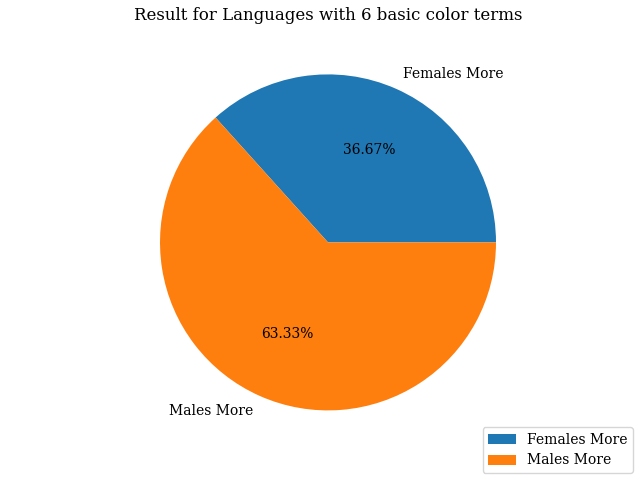 Result for Languages with 6 basic color terms
Females More
36.67%
63.33%
Males More
Females More
Males More